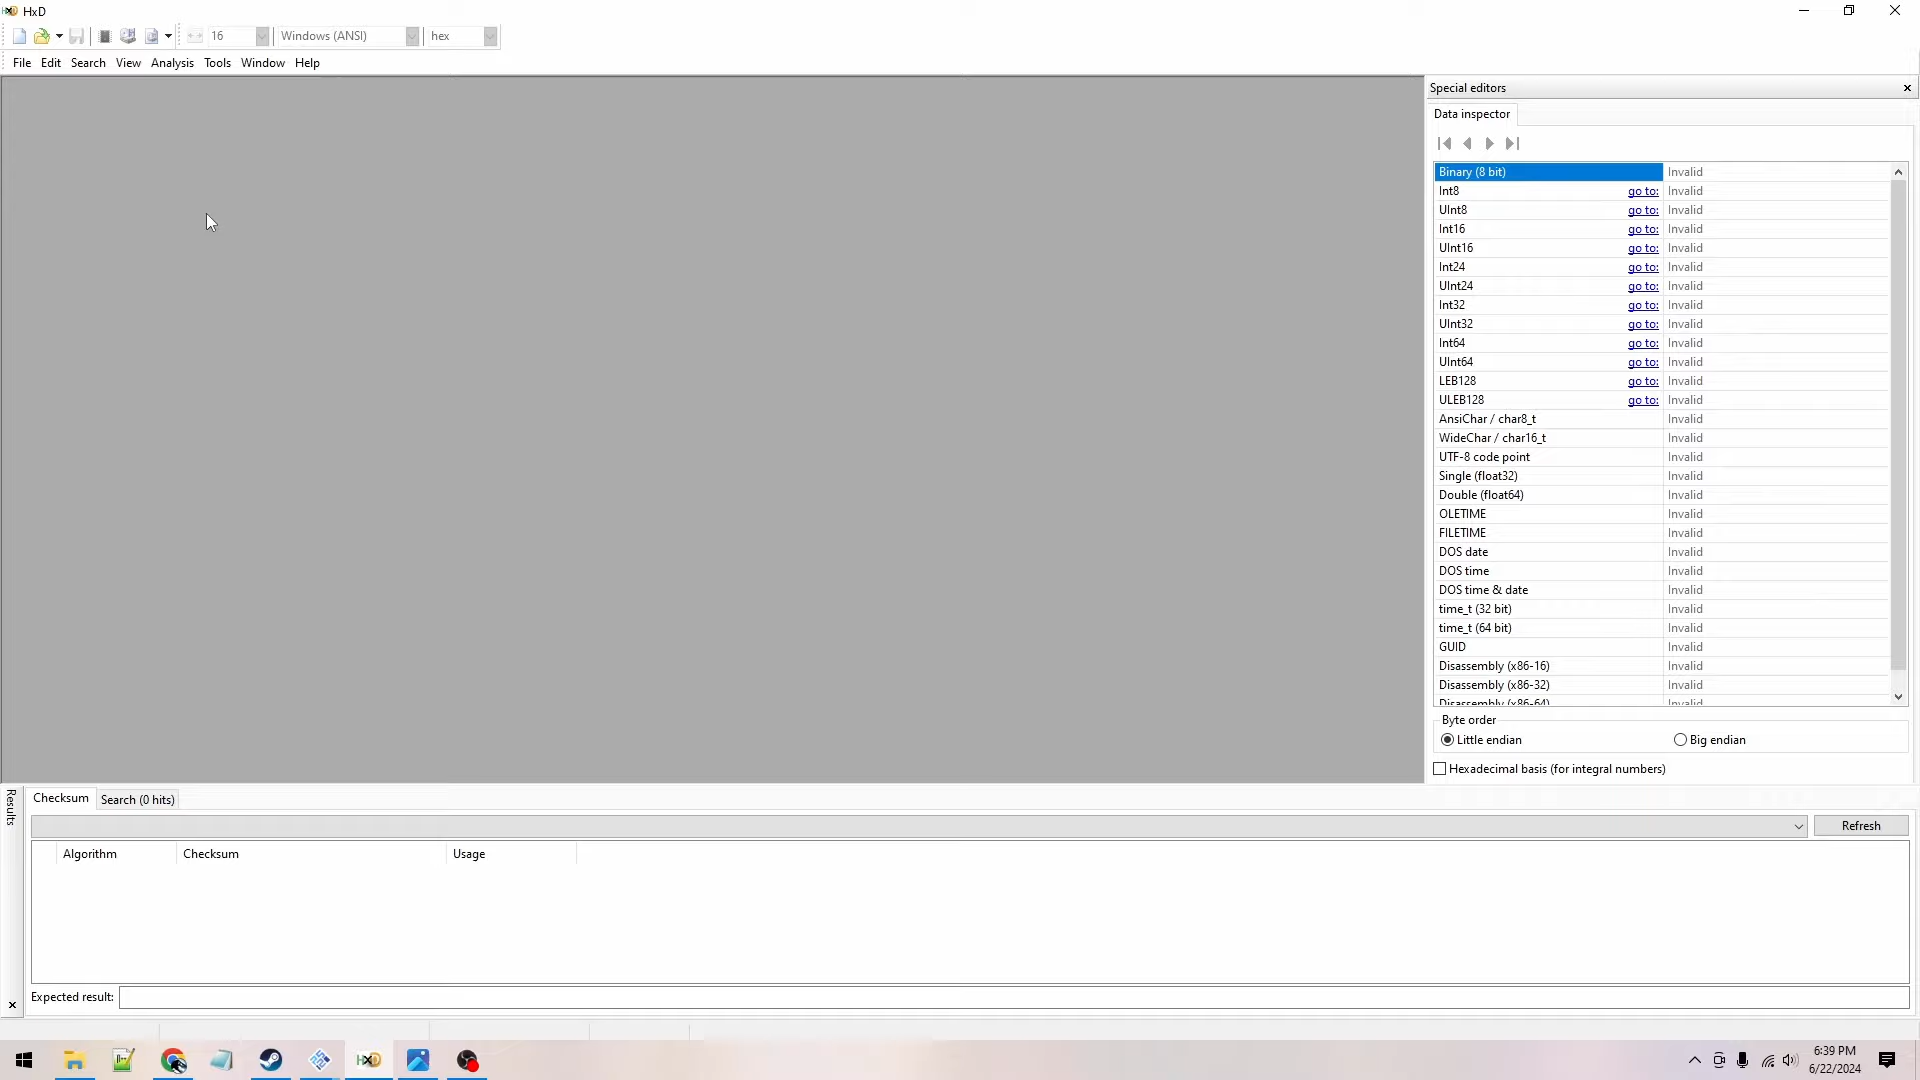 HxD
16
Windows (ANSI)
hex
File Edit Search View Analysis Tools Window Help
Special editors
Data inspector
Binary (8 bit) Invalid
Int8 go to: Invalid
UInt8 go to: Invalid
Int16 go to: Invalid
UInt16 go to: Invalid
Int24 go to: Invalid
UInt24 go to: Invalid
Int32 go to: Invalid
UInt32 go to: Invalid
Int64 go to: Invalid
UInt64 go to: Invalid
LEB128 go to: Invalid
ULEB128 go to: Invalid
AnsiChar / char8_t Invalid
WideChar / char16_t Invalid
UTF-8 code point Invalid
Single (float32) Invalid
Double (float64) Invalid
OLETIME Invalid
FILETIME Invalid
DOS date Invalid
DOS time Invalid
DOS time & date Invalid
time_t (32 bit) Invalid
time_t (64 bit) Invalid
GUID Invalid
Disassembly (x86-16) Invalid
Disassembly (x86-32) Invalid
Disassembly (x86-64) Invalid
Byte order
Little endian Big endian
Hexadecimal basis (for integral numbers)
Results
Checksum Search (0 hits)
Refresh
Algorithm Checksum Usage
Expected result:
6:39 PM
6/22/2024